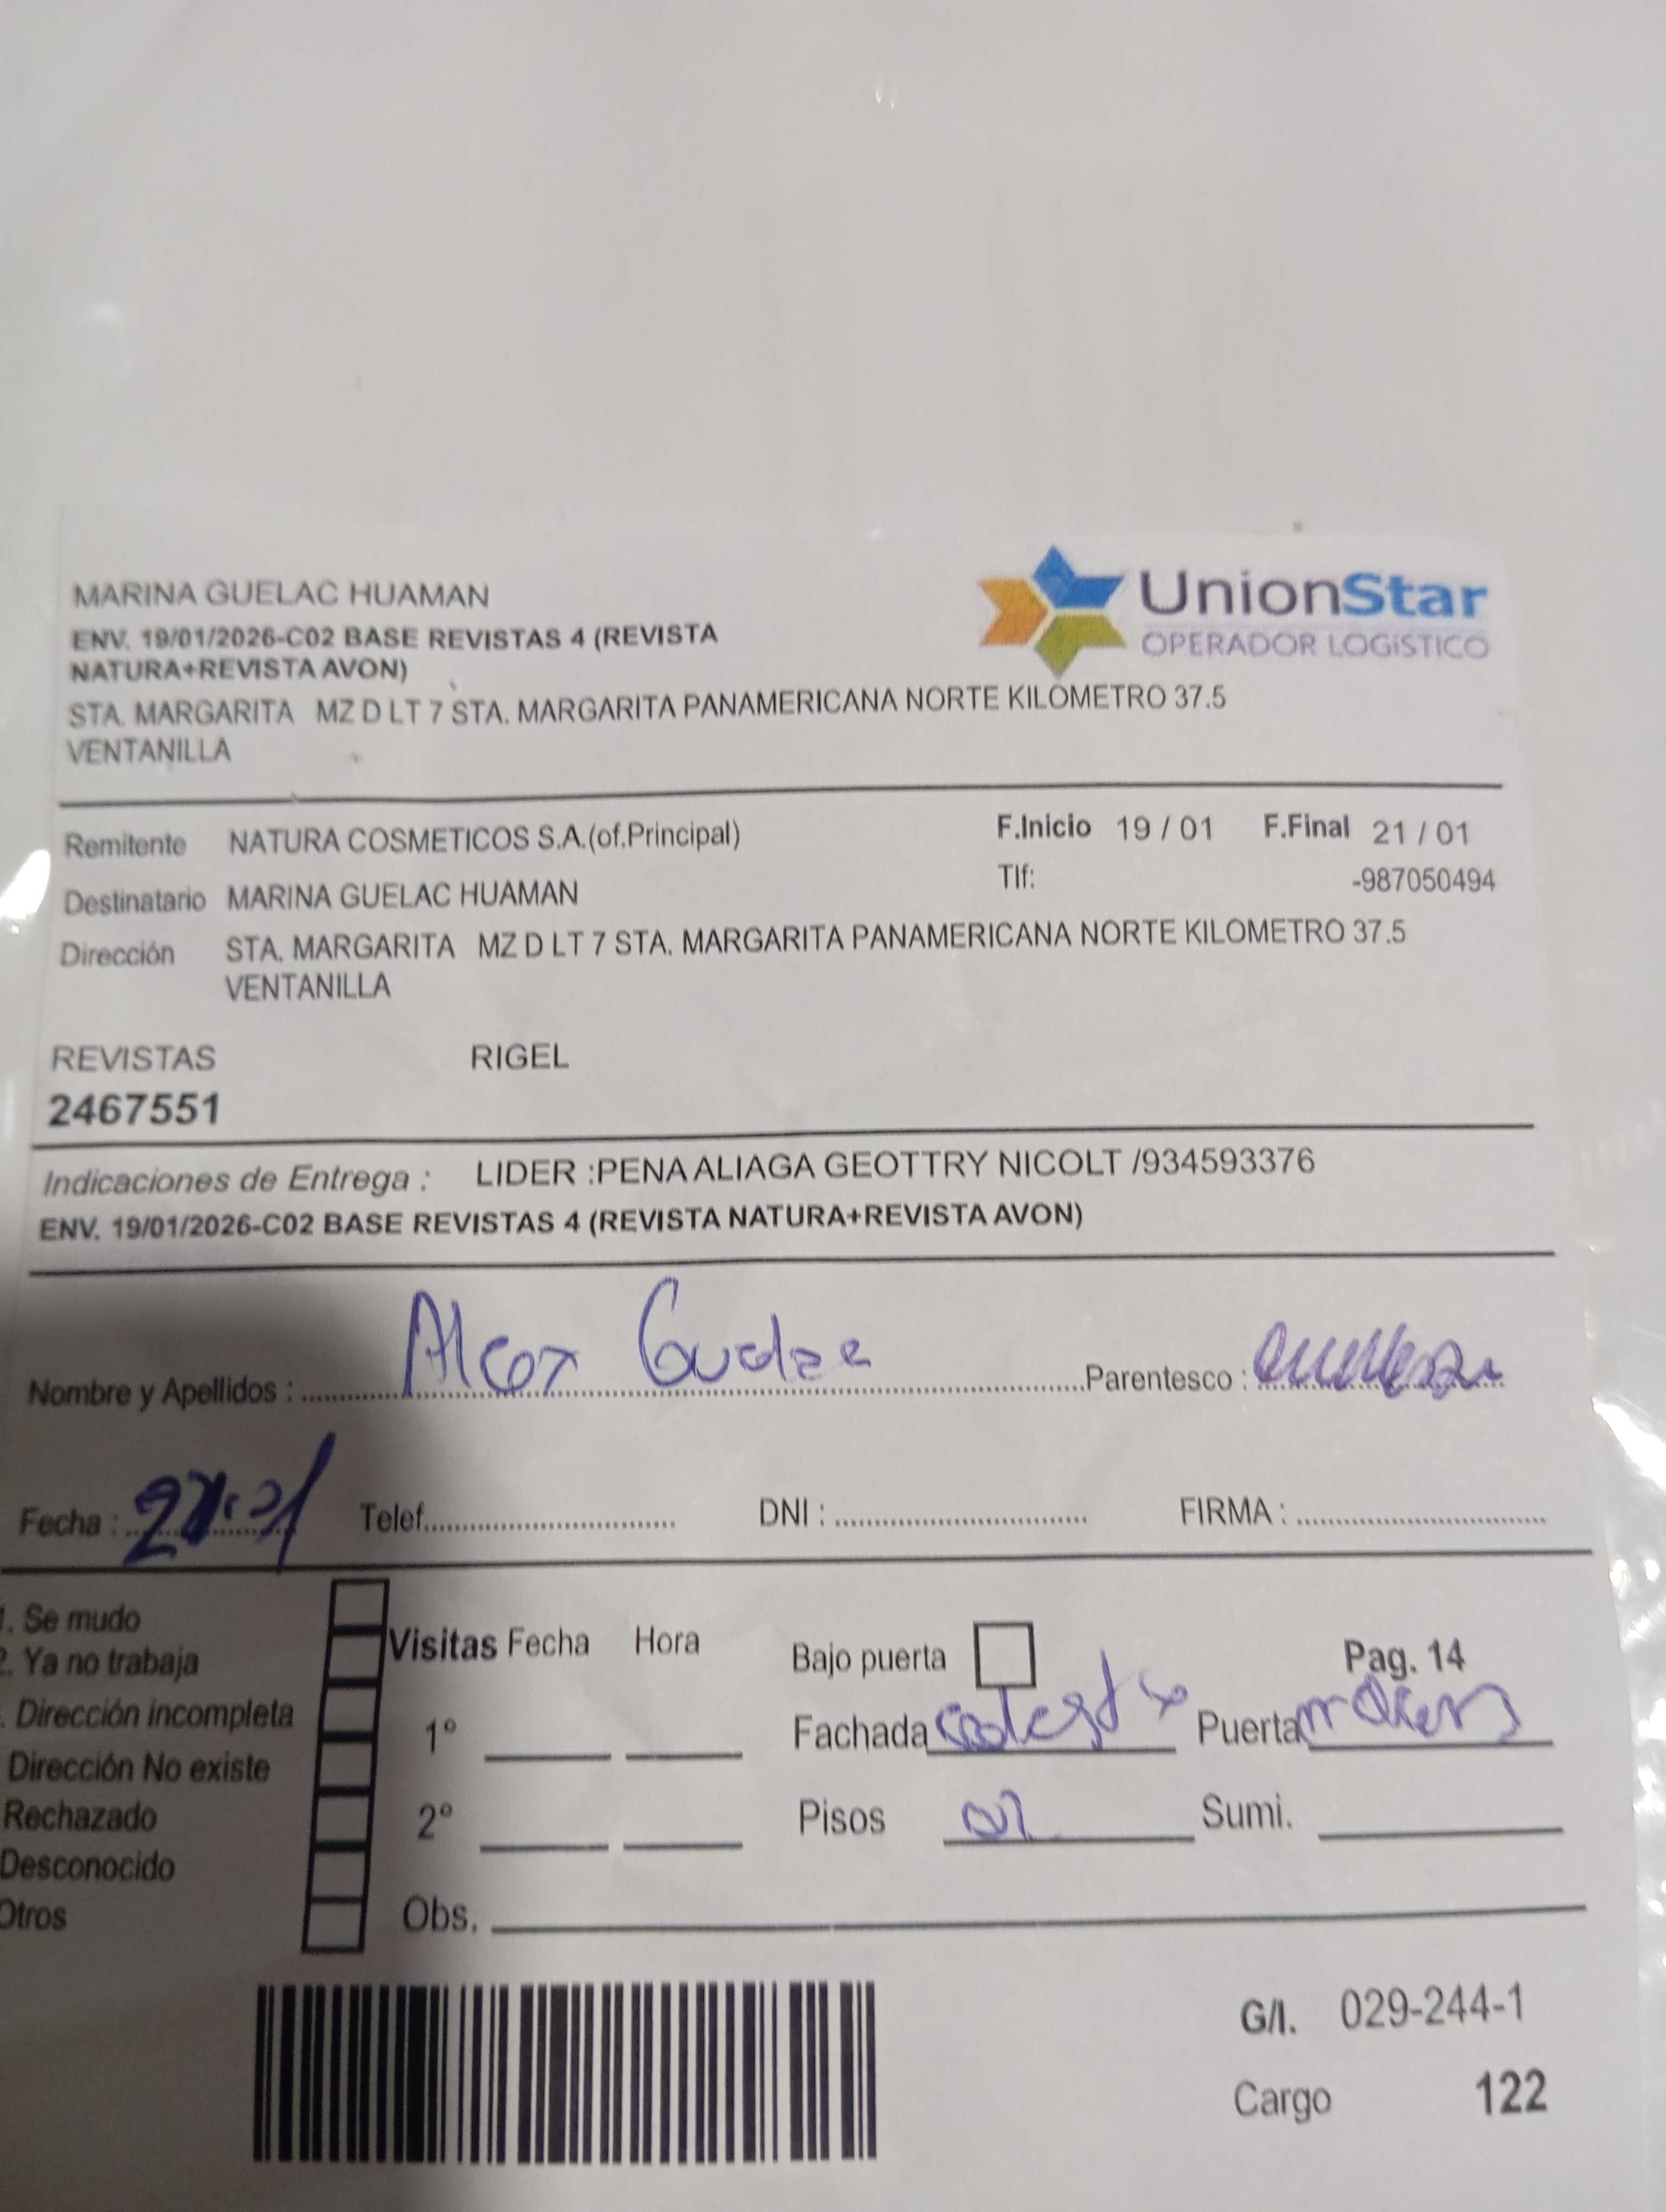 MARINA GUELAC HUAMAN
UnionStar
OPERADOR LOGíSTICO
ENV. 19/01/2026-C02 BASE REVISTAS 4 (REVISTA
NATURA+REVISTA AVON)
STA. MARGARITA MZ D LT 7 STA. MARGARITA PANAMERICANA NORTE KILOMETRO 37.5
VENTANILLA
Remitente NATURA COSMETICOS S.A.(of.Principal) F.Inicio 19 / 01 F.Final 21 / 01
Tlf: -987050494
Destinatario MARINA GUELAC HUAMAN
Dirección STA. MARGARITA MZ D LT 7 STA. MARGARITA PANAMERICANA NORTE KILOMETRO 37.5
VENTANILLA
REVISTAS RIGEL
2467551
Indicaciones de Entrega : LIDER :PENA ALIAGA GEOTTRY NICOLT /934593376
ENV. 19/01/2026-C02 BASE REVISTAS 4 (REVISTA NATURA+REVISTA AVON)
Nombre y Apellidos : Parentesco :
Fecha : Telef. DNI : FIRMA :
1. Se mudo
2. Ya no trabaja
. Dirección incompleta
Dirección No existe
Rechazado
Desconocido
Otros
Visitas Fecha Hora
1º
2º
Obs.
Bajo puerta Pag. 14
Fachada Puerta
Pisos Sumi.
G/I. 029-244-1
Cargo 122